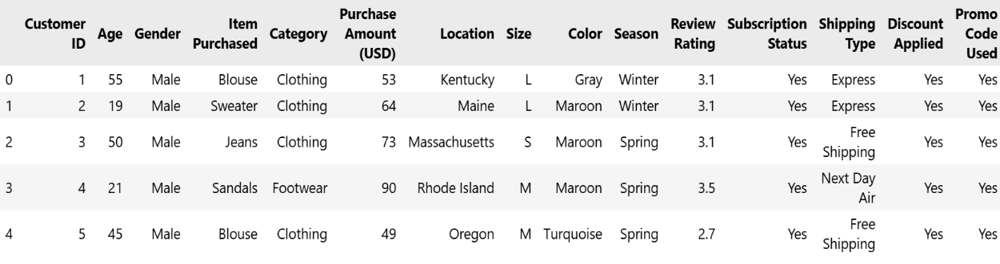 Customer ID Age Gender Item Purchased Category Purchase Amount (USD) Location Size Color Season Review Rating Subscription Status Shipping Type Discount Applied Promo Code Used
0 1 55 Male Blouse Clothing 53 Kentucky L Gray Winter 3.1 Yes Express Yes Yes
1 2 19 Male Sweater Clothing 64 Maine L Maroon Winter 3.1 Yes Express Yes Yes
2 3 50 Male Jeans Clothing 73 Massachusetts S Maroon Spring 3.1 Yes Free Shipping Yes Yes
3 4 21 Male Sandals Footwear 90 Rhode Island M Maroon Spring 3.5 Yes Next Day Air Yes Yes
4 5 45 Male Blouse Clothing 49 Oregon M Turquoise Spring 2.7 Yes Free Shipping Yes Yes